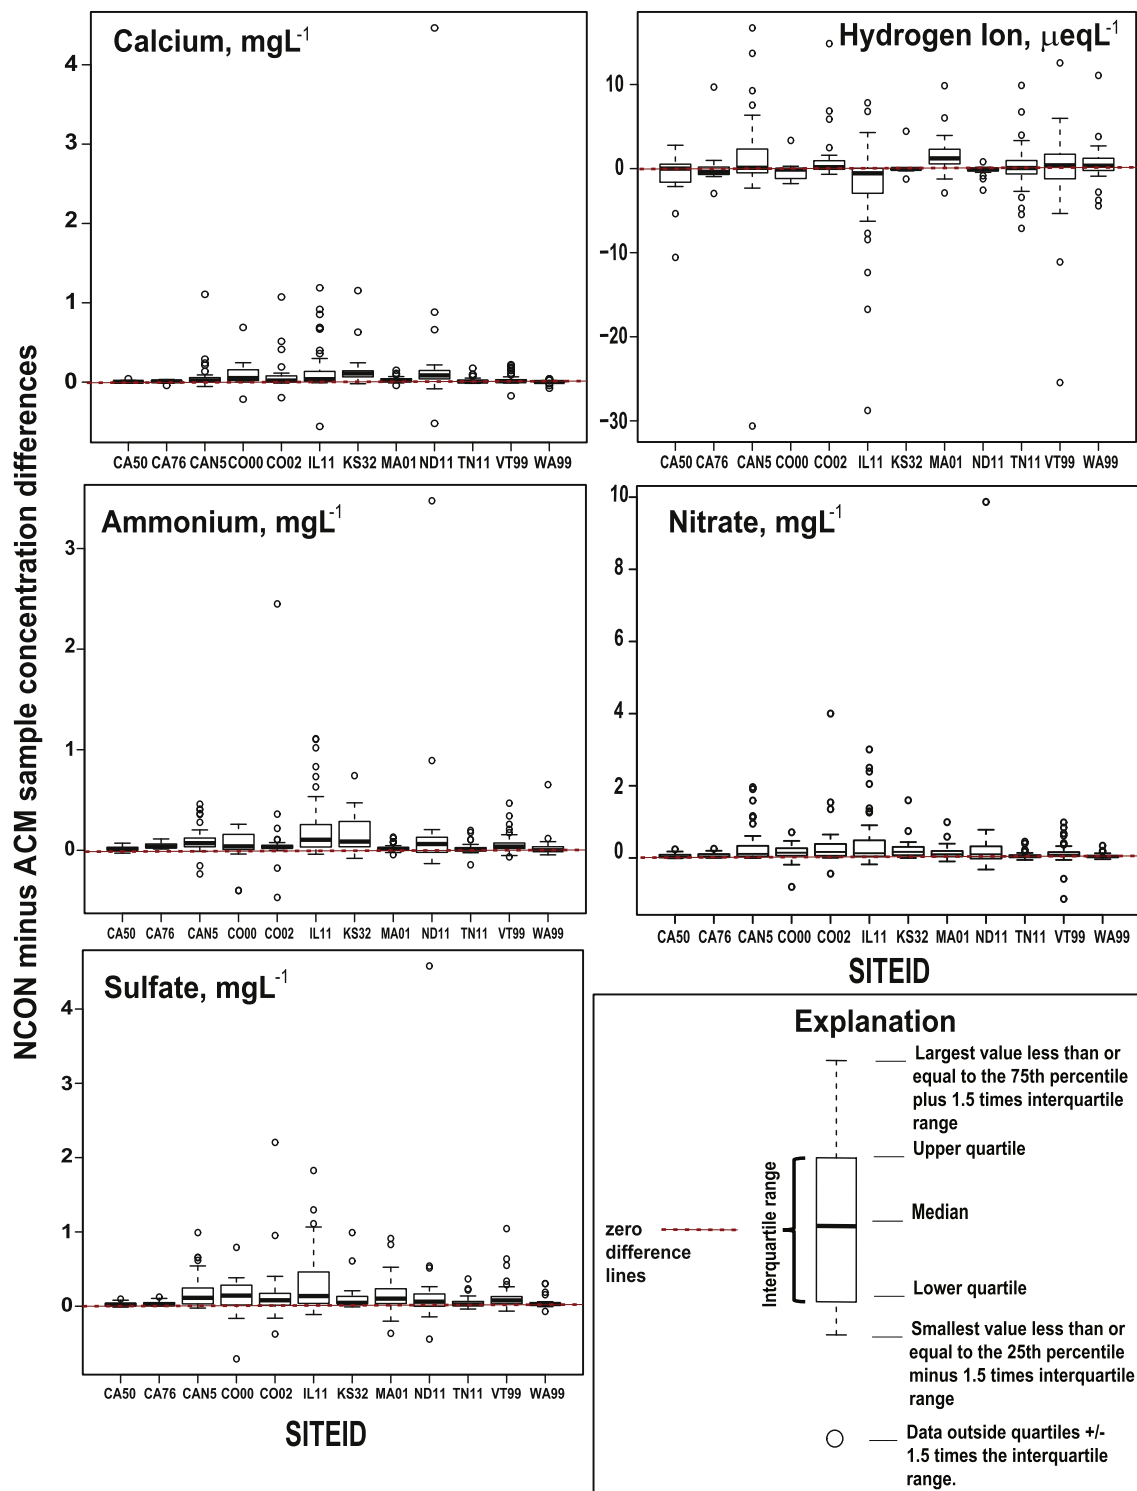 NCON minus ACM sample concentration differences
Calcium, mgL-1
4
3
2
1
0
CA50 CA76 CAN5 CO00 CO02 IL11 KS32 MA01 ND11 TN11 VT99 WA99
Hydrogen Ion, µeqL-1
10
0
−10
−20
−30
CA50 CA76 CAN5 CO00 CO02 IL11 KS32 MA01 ND11 TN11 VT99 WA99
Ammonium, mgL-1
3
2
1
0
CA50 CA76 CAN5 CO00 CO02 IL11 KS32 MA01 ND11 TN11 VT99 WA99
Nitrate, mgL-1
10
8
6
4
2
0
CA50 CA76 CAN5 CO00 CO02 IL11 KS32 MA01 ND11 TN11 VT99 WA99
SITEID
Sulfate, mgL-1
4
3
2
1
0
CA50 CA76 CAN5 CO00 CO02 IL11 KS32 MA01 ND11 TN11 VT99 WA99
SITEID
Explanation
Largest value less than or
equal to the 75th percentile
plus 1.5 times interquartile
range
Upper quartile
Interquartile range
Median
zero
difference
lines
Lower quartile
Smallest value less than or
equal to the 25th percentile
minus 1.5 times interquartile
range
Data outside quartiles +/-
1.5 times the interquartile
range.